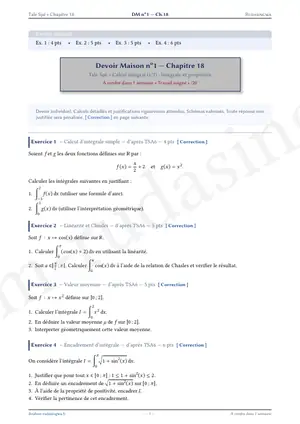 Tale Spé • Chapitre 18
DM n°1 — Ch.18
Ex. 1 : 4 pts • Ex. 2 : 5 pts • Ex. 3 : 5 pts • Ex. 4 : 6 pts
Devoir Maison n°1 — Chapitre 18
Tale Spé • Calcul intégral (1/2) - Intégrale et propriétés
À rendre dans 1 semaine • Travail soigné • /20
Devoir individuel. Calculs détaillés et justifications rigoureuses attendus. Schémas valorisés. Toute réponse non
justifiée sera pénalisée. [ Correction ] en page suivante.
Exercice 1 — Calcul d'intégrale simple — d'après TSA6 — 4 pts [ Correction ]
Soient f et g les deux fonctions définies sur ℝ par :
f(x) = x/2 + 2 et g(x) = x².
Calculer les intégrales suivantes en justifiant :
1. f(x) dx (utiliser une formule d'aire).
2. g(x) dx (utiliser l'interprétation géométrique).
Exercice 2 — Linéarité et Chasles — d'après TSA6 — 5 pts [ Correction ]
Soit f : x ↦ cos(x) définie sur ℝ.
1. Calculer (cos(x) + 2) dx en utilisant la linéarité.
2. Soit a ∈ . Calculer cos(x) dx à l'aide de la relation de Chasles et vérifier le résultat.
Exercice 3 — Valeur moyenne — d'après TSA6 — 5 pts [ Correction ]
Soit f : x ↦ x² définie sur [0 ; 2].
1. Calculer l'intégrale I = ∫₀² x² dx.
2. En déduire la valeur moyenne μ de f sur [0 ; 2].
3. Interpréter géométriquement cette valeur moyenne.
Exercice 4 — Encadrement d'intégrale — d'après TSA6 — 6 pts [ Correction ]
On considère l'intégrale I = √(1 + sin²(x)) dx.
1. Justifier que pour tout x ∈ [0 ; π] : 1 ≤ 1 + sin²(x) ≤ 2.
2. En déduire un encadrement de √(1 + sin²(x)) sur [0 ; π].
3. À l'aide de la propriété de positivité, encadrer I.
4. Vérifier la pertinence de cet encadrement.
– 1 –
À rendre dans 1 semaine